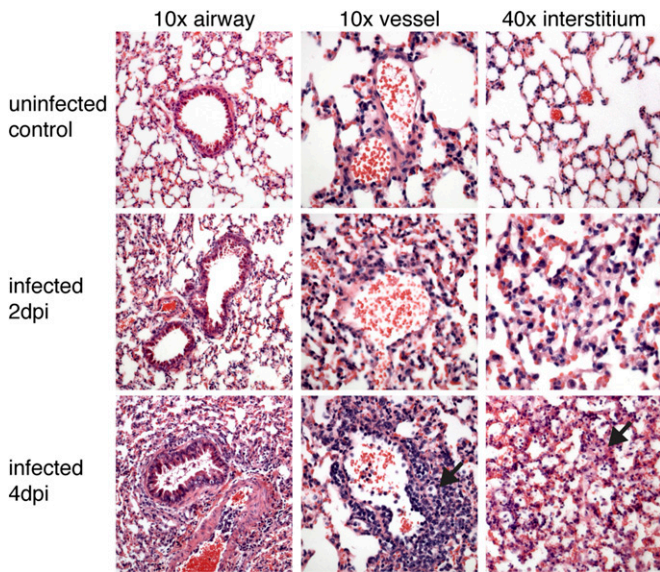 10x airway 10x vessel 40x interstitium
uninfected
control
infected
2dpi
infected
4dpi